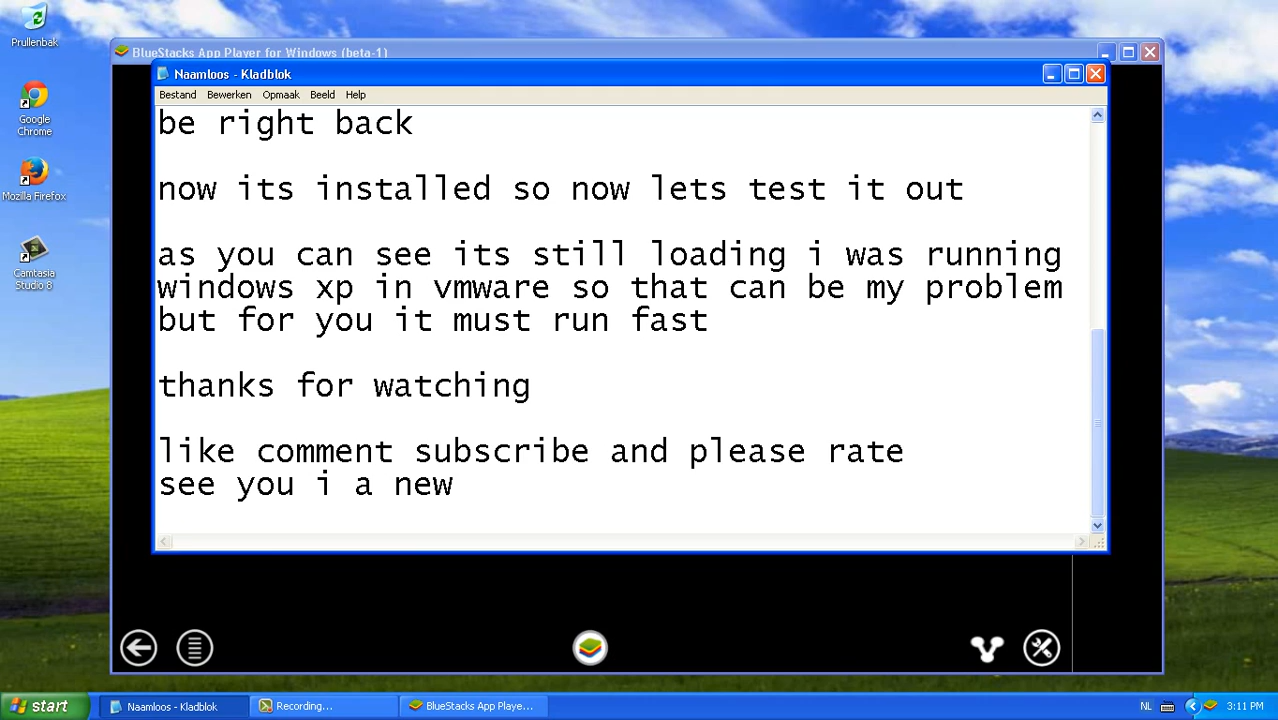 Prullenbak
Google
Chrome
Mozilla Firefox
Camtasia
Studio 8
BlueStacks App Player for Windows (beta-1)
Naamloos - Kladblok
Bestand Bewerken Opmaak Beeld Help
be right back
now its installed so now lets test it out
as you can see its still loading i was running
windows xp in vmware so that can be my problem
but for you it must run fast
thanks for watching
like comment subscribe and please rate
see you i a new
start Naamloos - Kladblok Recording... BlueStacks App Playe... NL 3:11 PM